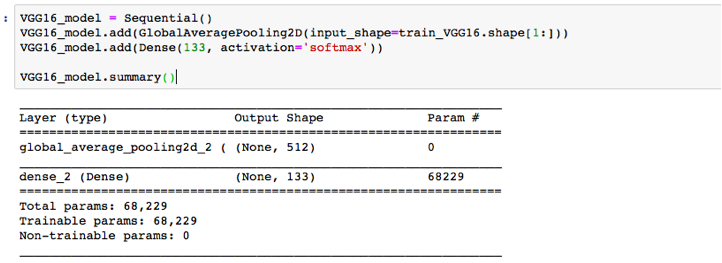 VGG16_model = Sequential()
VGG16_model.add(GlobalAveragePooling2D(input_shape=train_VGG16.shape[1:]))
VGG16_model.add(Dense(133, activation='softmax'))
VGG16_model.summary()
Layer (type) Output Shape Param #
global_average_pooling2d_2 ( (None, 512) 0
dense_2 (Dense) (None, 133) 68229
Total params: 68,229
Trainable params: 68,229
Non-trainable params: 0